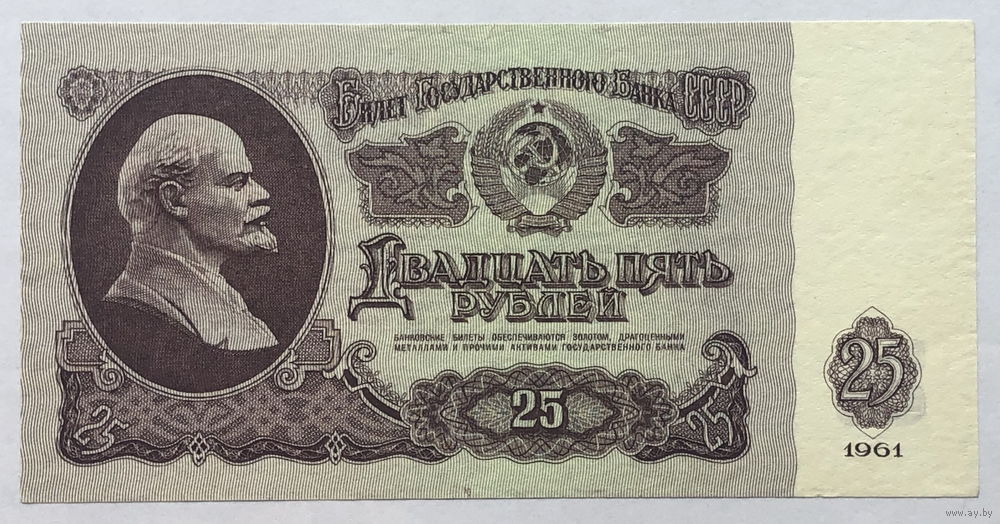 Билет Государственного Банка СССР
Двадцать пять
рублей
БАНКОВСКИЕ БИЛЕТЫ ОБЕСПЕЧИВАЮТСЯ ЗОЛОТОМ, ДРАГОЦЕННЫМИ
МЕТАЛЛАМИ И ПРОЧИМИ АКТИВАМИ ГОСУДАРСТВЕННОГО БАНКА
25
25
25
25
1961
www.ay.by